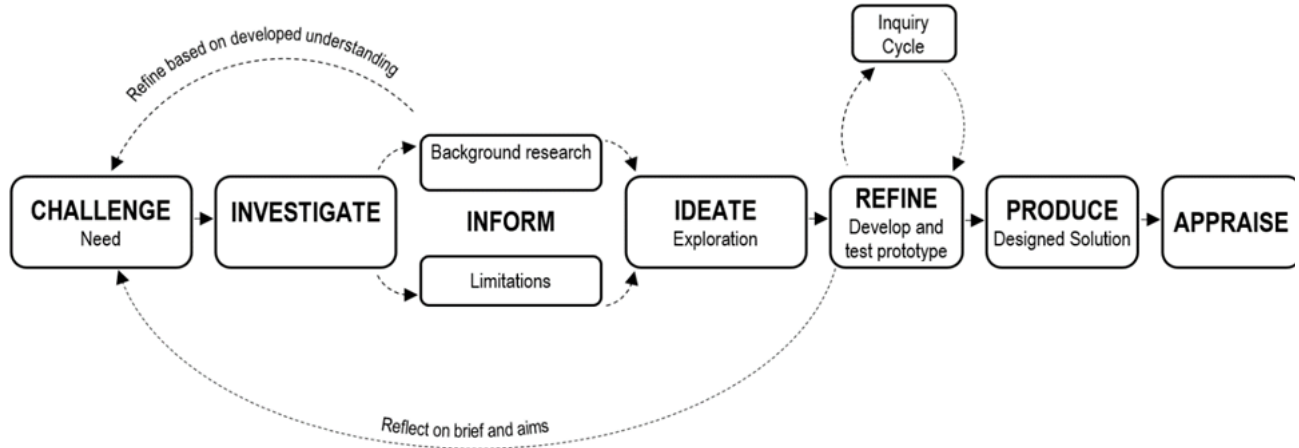 Inquiry
Cycle
Refine based on developed understanding
Background research
CHALLENGE
Need
INVESTIGATE
INFORM
Limitations
IDEATE
Exploration
REFINE
Develop and
test prototype
PRODUCE
Designed Solution
APPRAISE
Reflect on brief and aims